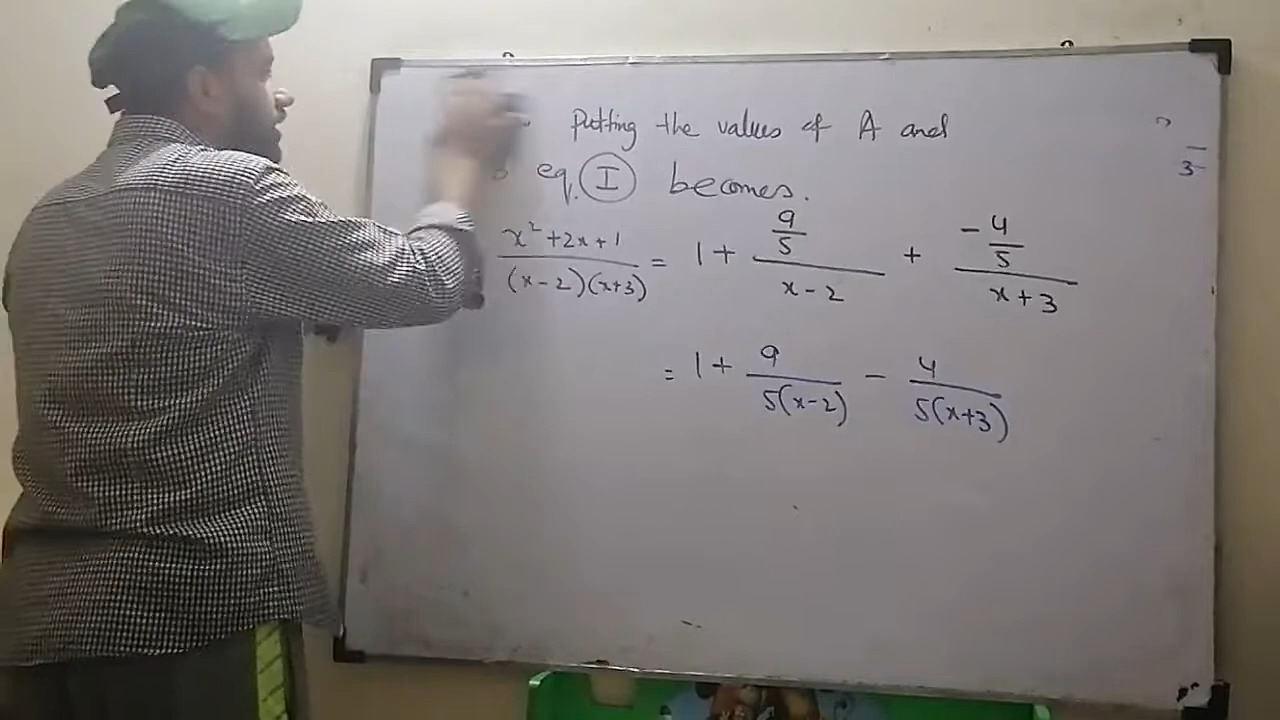 putting the values of A and
eq. (I) becomes.
x² + 2x + 1 / (x - 2)(x + 3) = 1 + 9/5 / x - 2 + -4/5 / x + 3
= 1 + 9 / 5(x - 2) - 4 / 5(x + 3)
3